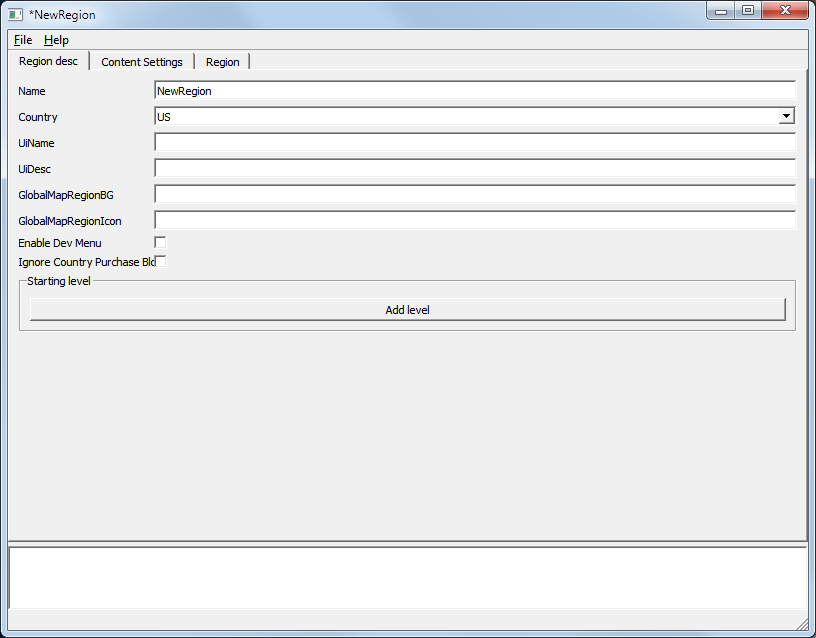 *NewRegion
File Help
Region desc Content Settings Region
Name NewRegion
Country US
UiName
UiDesc
GlobalMapRegionBG
GlobalMapRegionIcon
Enable Dev Menu
Ignore Country Purchase Blo
Starting level
Add level